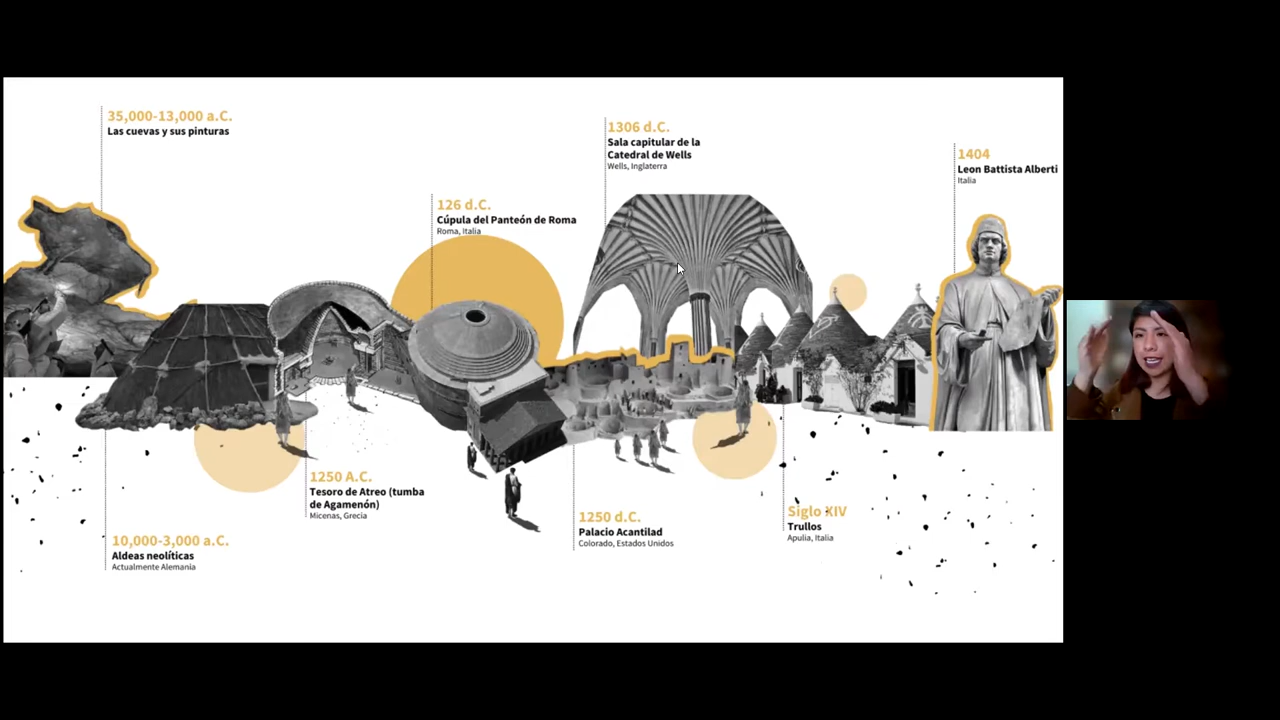 35,000-13,000 a.C.
Las cuevas y sus pinturas
126 d.C.
Cúpula del Panteón de Roma
Roma, Italia
1306 d.C.
Sala capitular de la
Catedral de Wells
Wells, Inglaterra
1404
Leon Battista Alberti
Italia
10,000-3,000 a.C.
Aldeas neolíticas
Actualmente Alemania
1250 A.C.
Tesoro de Atreo (tumba
de Agamenón)
Micenas, Grecia
1250 d.C.
Palacio Acantilad
Colorado, Estados Unidos
Siglo XIV
Trullos
Apulia, Italia